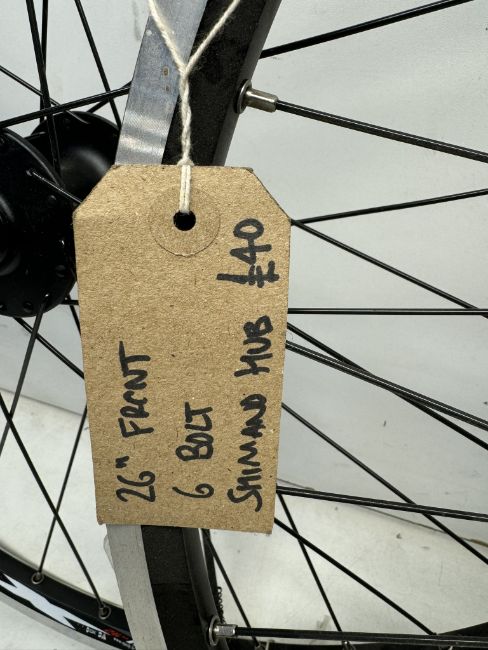 26" FRONT
6 BOLT
SHIMANO HUB £40